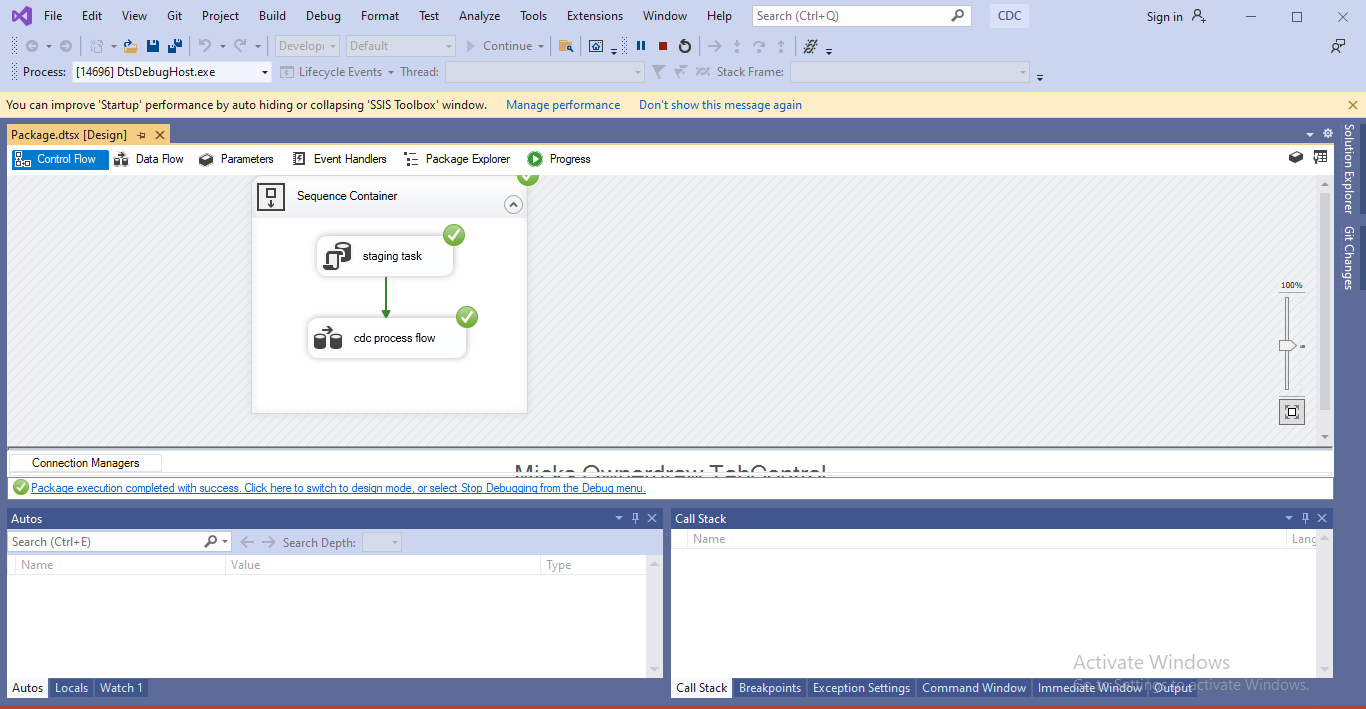 File Edit View Git Project Build Debug Format Test Analyze Tools Extensions Window Help Search (Ctrl+Q) CDC Sign in
Develop Default Continue
Process: [14696] DtsDebugHost.exe Lifecycle Events Thread: Stack Frame:
You can improve 'Startup' performance by auto hiding or collapsing 'SSIS Toolbox' window. Manage performance Don't show this message again
Package.dtsx [Design]
Control Flow Data Flow Parameters Event Handlers Package Explorer Progress
Solution Explorer
Git Changes
Sequence Container
staging task
cdc process flow
100%
Connection Managers
Micks Ownerdraw TabControl
Package execution completed with success. Click here to switch to design mode, or select Stop Debugging from the Debug menu.
Autos
Search (Ctrl+E) Search Depth:
Name Value Type
Autos Locals Watch 1
Call Stack
Name Lang
Call Stack Breakpoints Exception Settings Command Window Immediate Window Output
Activate Windows
Go to Settings to activate Windows.